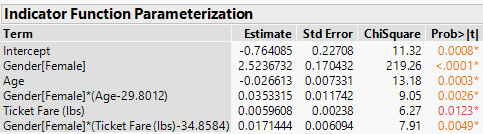 Indicator Function Parameterization
Term Estimate Std Error ChiSquare Prob>|t|
Intercept -0.764085 0.22708 11.32 0.0008*
Gender[Female] 2.5236732 0.170432 219.26 <.0001*
Age -0.026613 0.007331 13.18 0.0003*
Gender[Female]*(Age-29.8012) 0.0353315 0.011742 9.05 0.0026*
Ticket Fare (lbs) 0.0059608 0.00238 6.27 0.0123*
Gender[Female]*(Ticket Fare (lbs)-34.8584) 0.0171444 0.006094 7.91 0.0049*